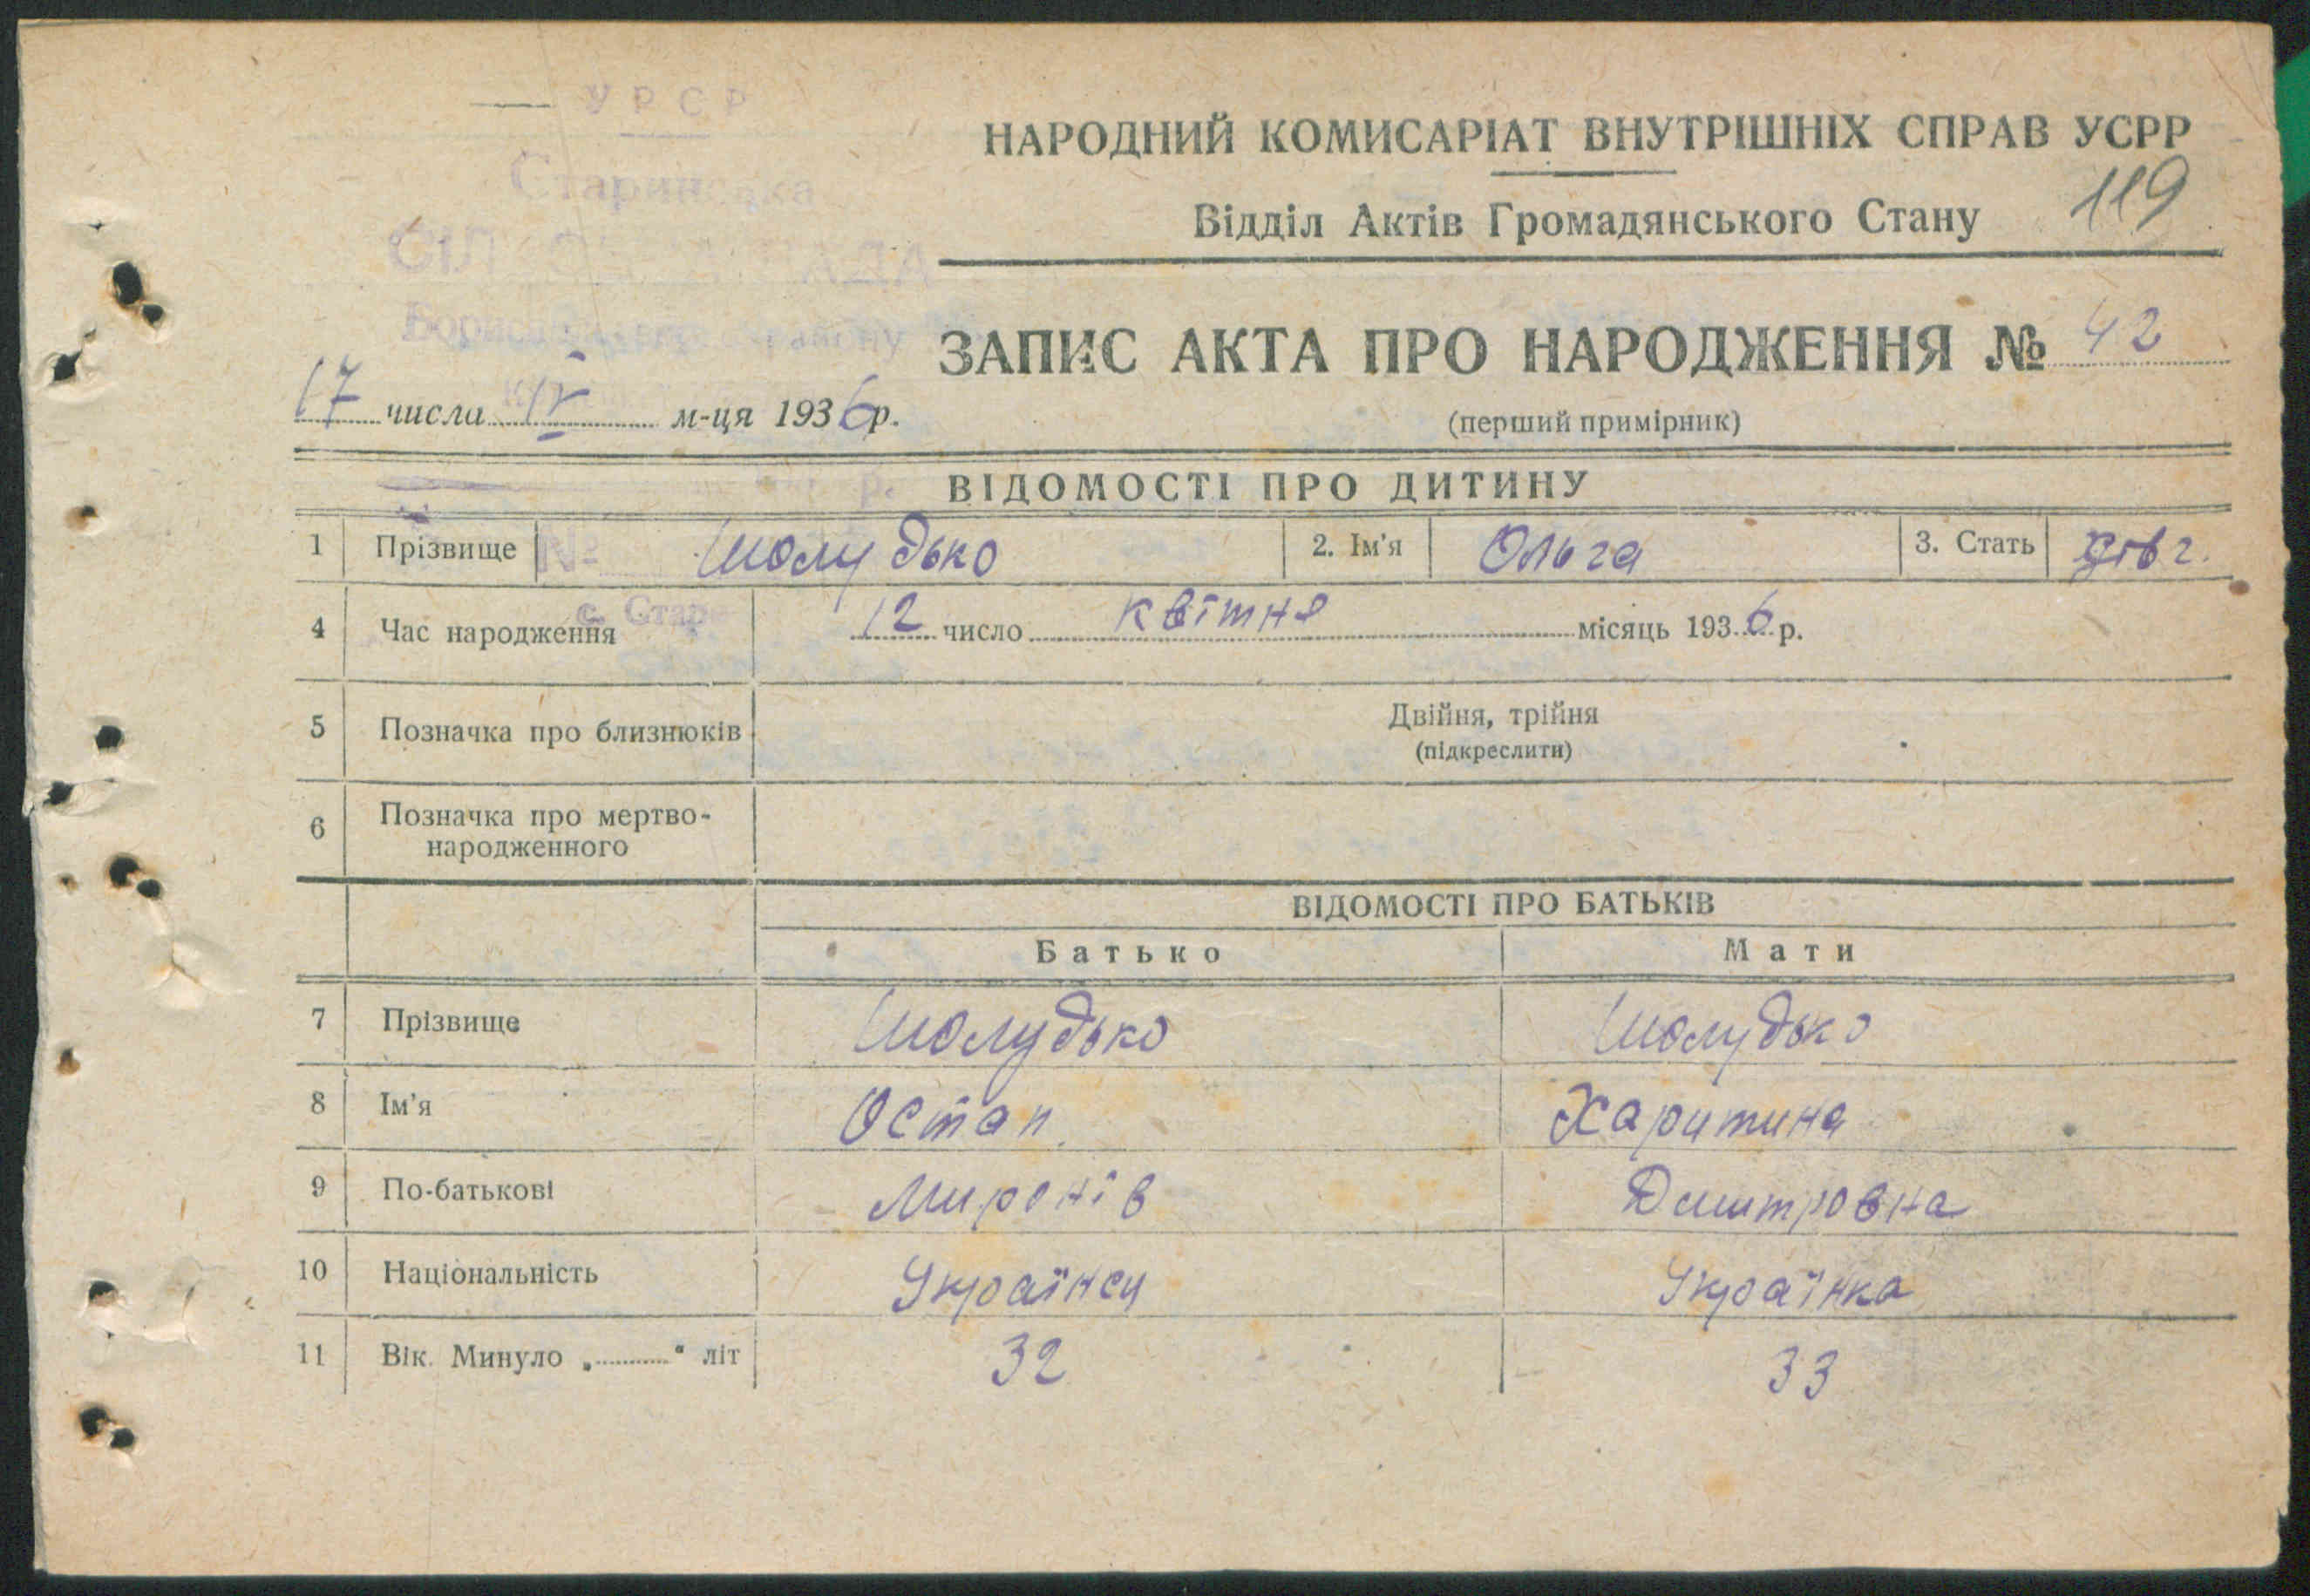 УРСР
Старинська
НАРОДНИЙ КОМИСАРІАТ ВНУТРІШНІХ СПРАВ УСРР
Відділ Актів Громадянського Стану 119
ЗАПИС АКТА ПРО НАРОДЖЕННЯ № 42
17 числа IV м-ця 1936 р.
(перший примірник)
ВІДОМОСТІ ПРО ДИТИНУ
1 Прізвище № Шолудько 2. Ім'я Ольга 3. Стать дівч.
с. Стар
4 Час народження 12 число квітня місяць 1936 р.
5 Позначка про близнюків Двійня, трійня
(підкреслити)
6 Позначка про мертво-
народженного
ВІДОМОСТІ ПРО БАТЬКІВ
Батько Мати
7 Прізвище Шолудько Шолудько
8 Ім'я Остап Харитина
9 По-батькові Миронів Дмитровна
10 Національність Українец Українка
11 Вік. Минуло „..........“ літ 32 33